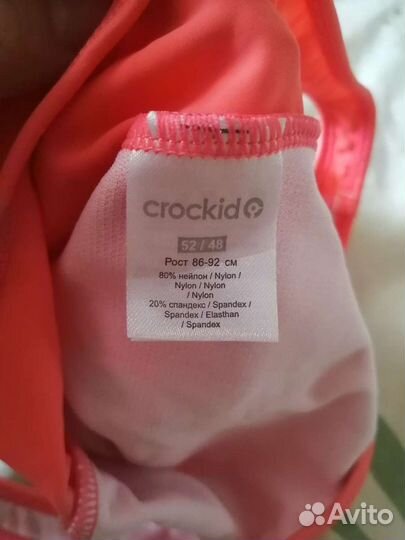 crockid
52 / 48
Рост 86-92 см
80% нейлон / Nylon /
Nylon / Nylon
/ Nylon
20% спандекс / Spandex /
Spandex / Elasthan
/ Spandex
Avito